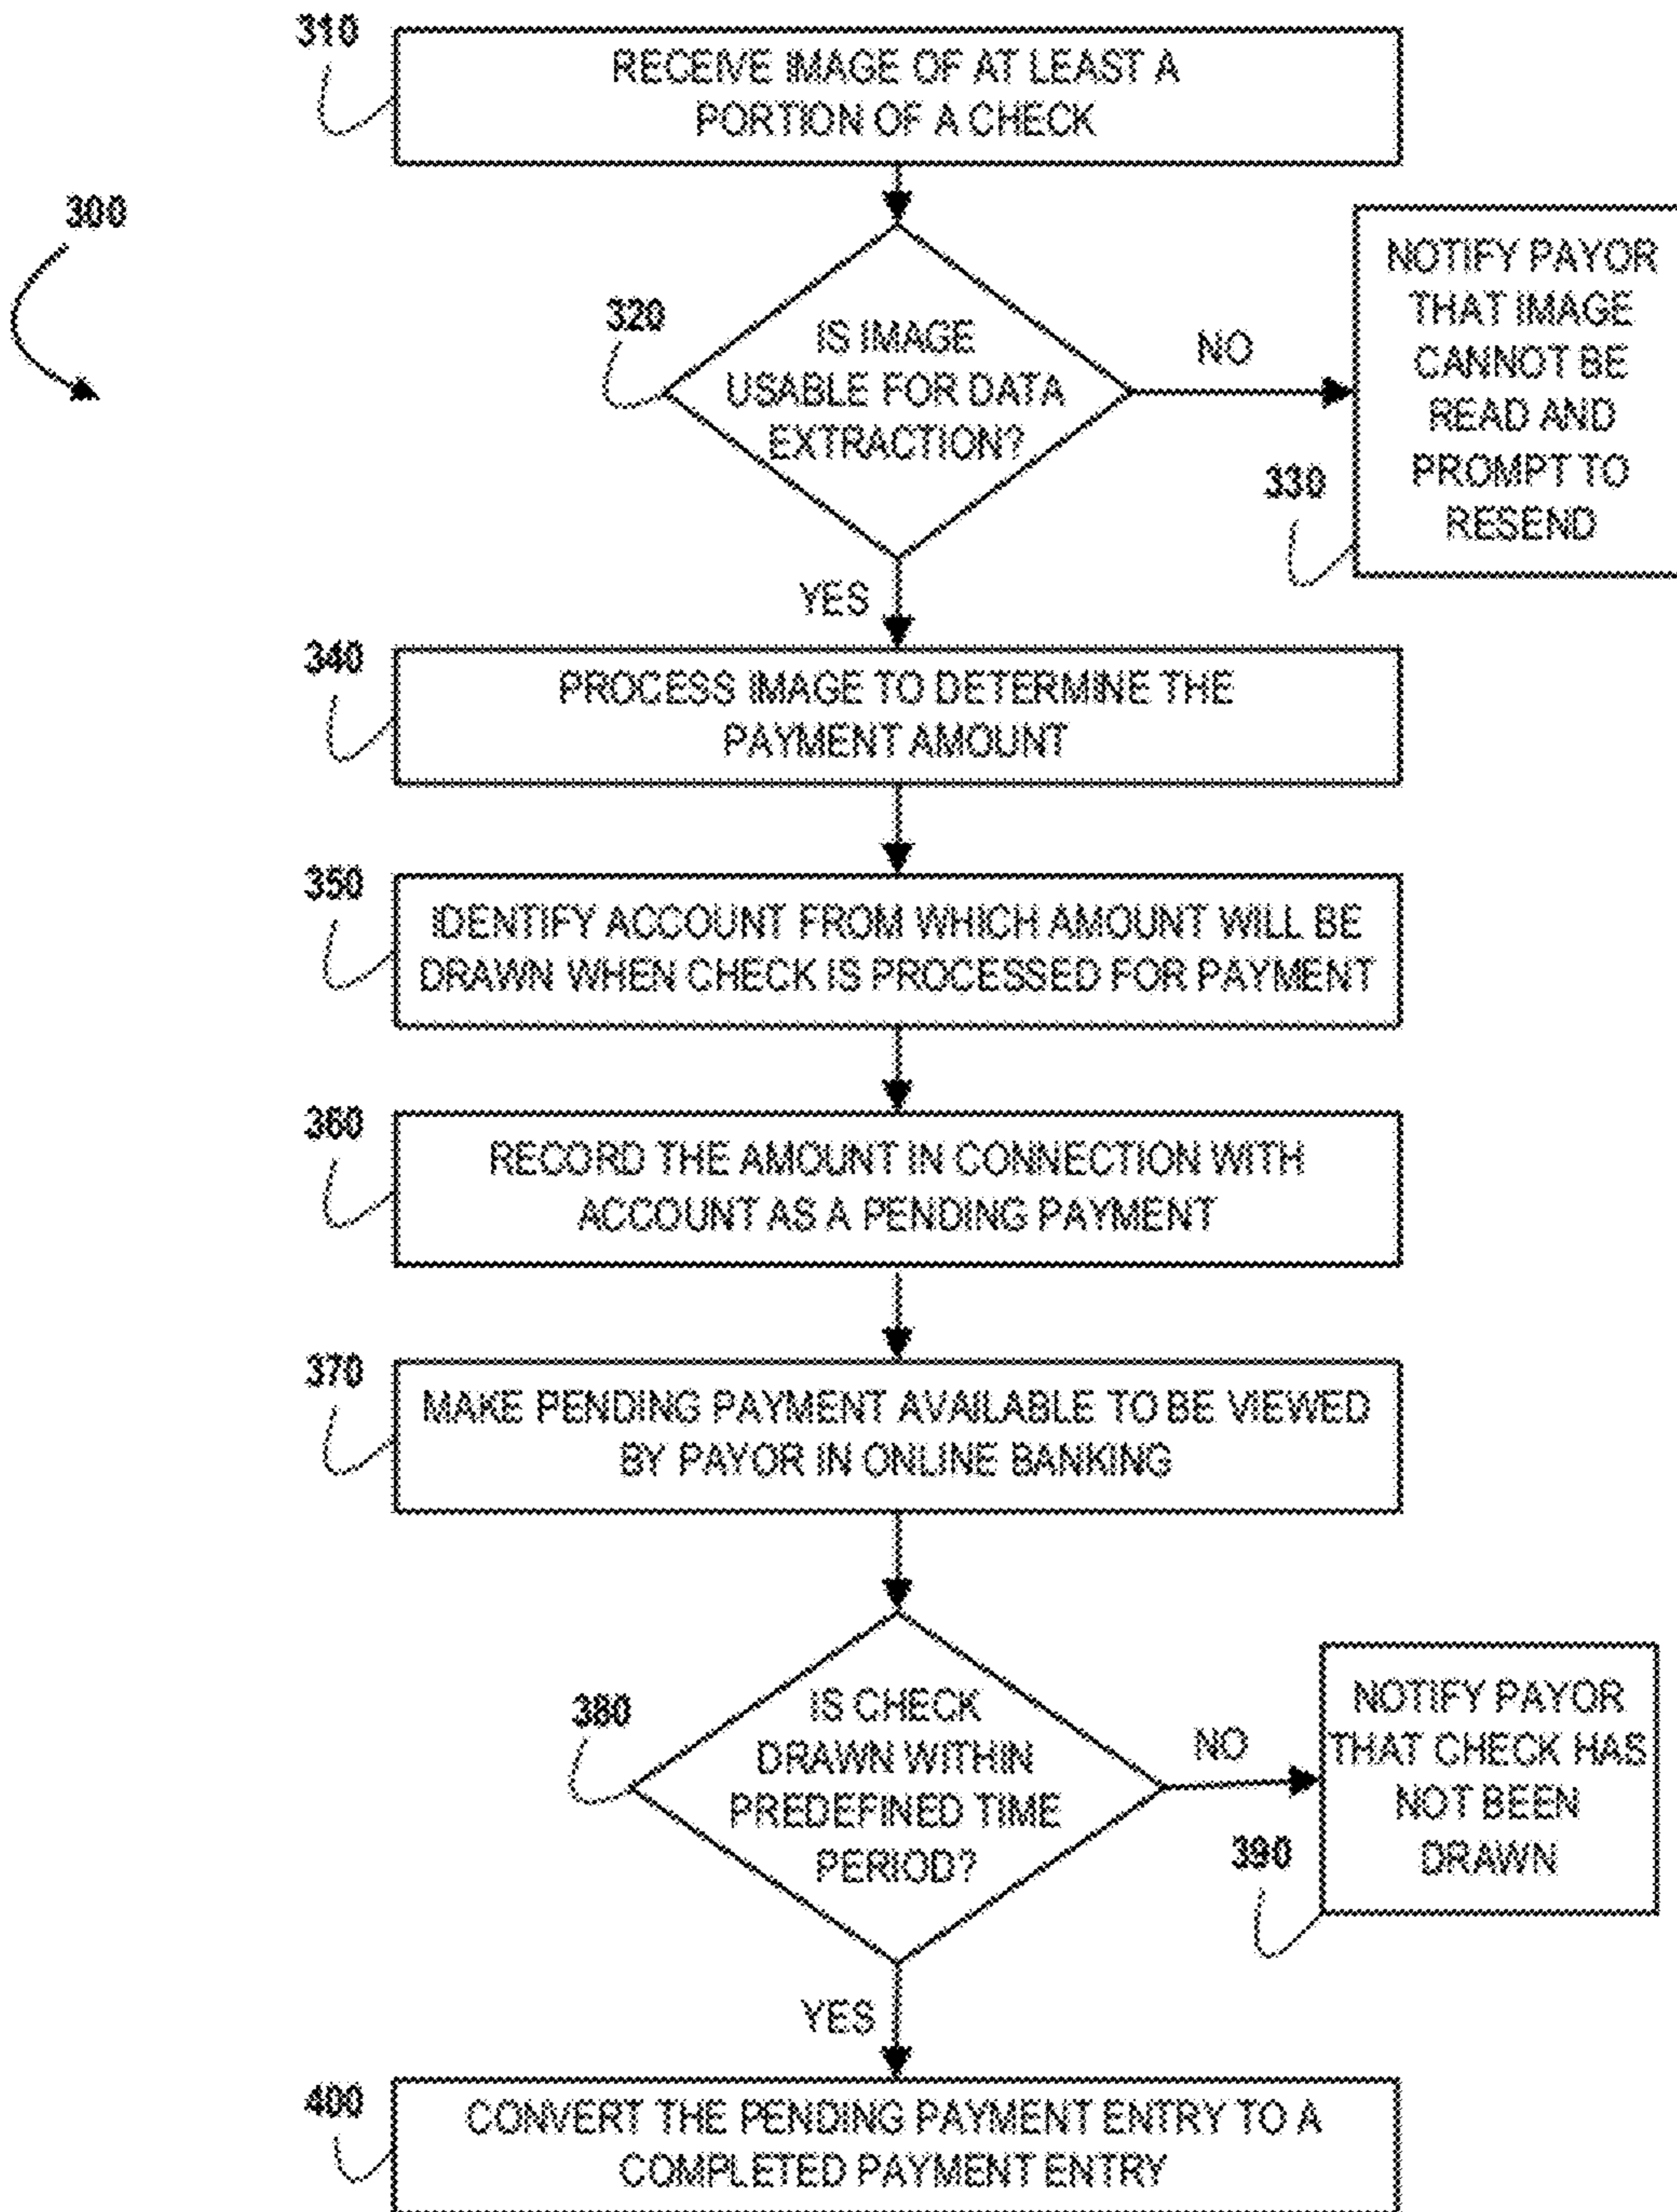 310
RECEIVE IMAGE OF AT LEAST A
PORTION OF A CHECK
300
320
IS IMAGE
USABLE FOR DATA
EXTRACTION?
NO
NOTIFY PAYOR
THAT IMAGE
CANNOT BE
READ AND
PROMPT TO
RESEND
330
YES
340
PROCESS IMAGE TO DETERMINE THE
PAYMENT AMOUNT
350
IDENTIFY ACCOUNT FROM WHICH AMOUNT WILL BE
DRAWN WHEN CHECK IS PROCESSED FOR PAYMENT
360
RECORD THE AMOUNT IN CONNECTION WITH
ACCOUNT AS A PENDING PAYMENT
370
MAKE PENDING PAYMENT AVAILABLE TO BE VIEWED
BY PAYOR IN ONLINE BANKING
380
IS CHECK
DRAWN WITHIN
PREDEFINED TIME
PERIOD?
NO
NOTIFY PAYOR
THAT CHECK HAS
NOT BEEN
DRAWN
390
YES
400
CONVERT THE PENDING PAYMENT ENTRY TO A
COMPLETED PAYMENT ENTRY